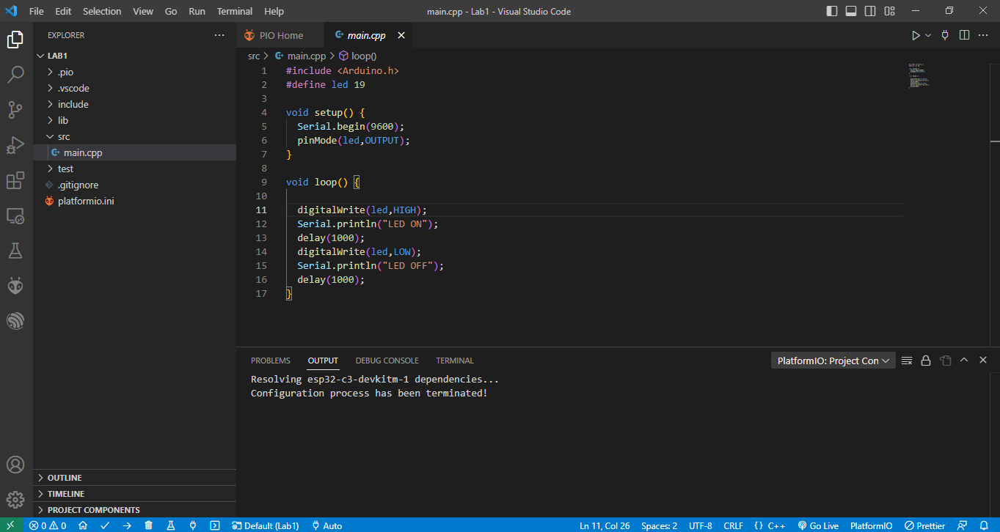 File Edit Selection View Go Run Terminal Help main.cpp - Lab1 - Visual Studio Code
EXPLORER
LAB1
.pio
.vscode
include
lib
src
main.cpp
test
.gitignore
platformio.ini
OUTLINE
TIMELINE
PROJECT COMPONENTS
PIO Home main.cpp
src > main.cpp > loop()
1 #include <Arduino.h>
2 #define led 19
3
4 void setup() {
5 Serial.begin(9600);
6 pinMode(led,OUTPUT);
7 }
8
9 void loop() {
10
11 digitalWrite(led,HIGH);
12 Serial.println("LED ON");
13 delay(1000);
14 digitalWrite(led,LOW);
15 Serial.println("LED OFF");
16 delay(1000);
17 }
PROBLEMS OUTPUT DEBUG CONSOLE TERMINAL PlatformIO: Project Con
Resolving esp32-c3-devkitm-1 dependencies...
Configuration process has been terminated!
0 0 Default (Lab1) Auto Ln 11, Col 26 Spaces: 2 UTF-8 CRLF {} C++ Go Live PlatformIO Prettier